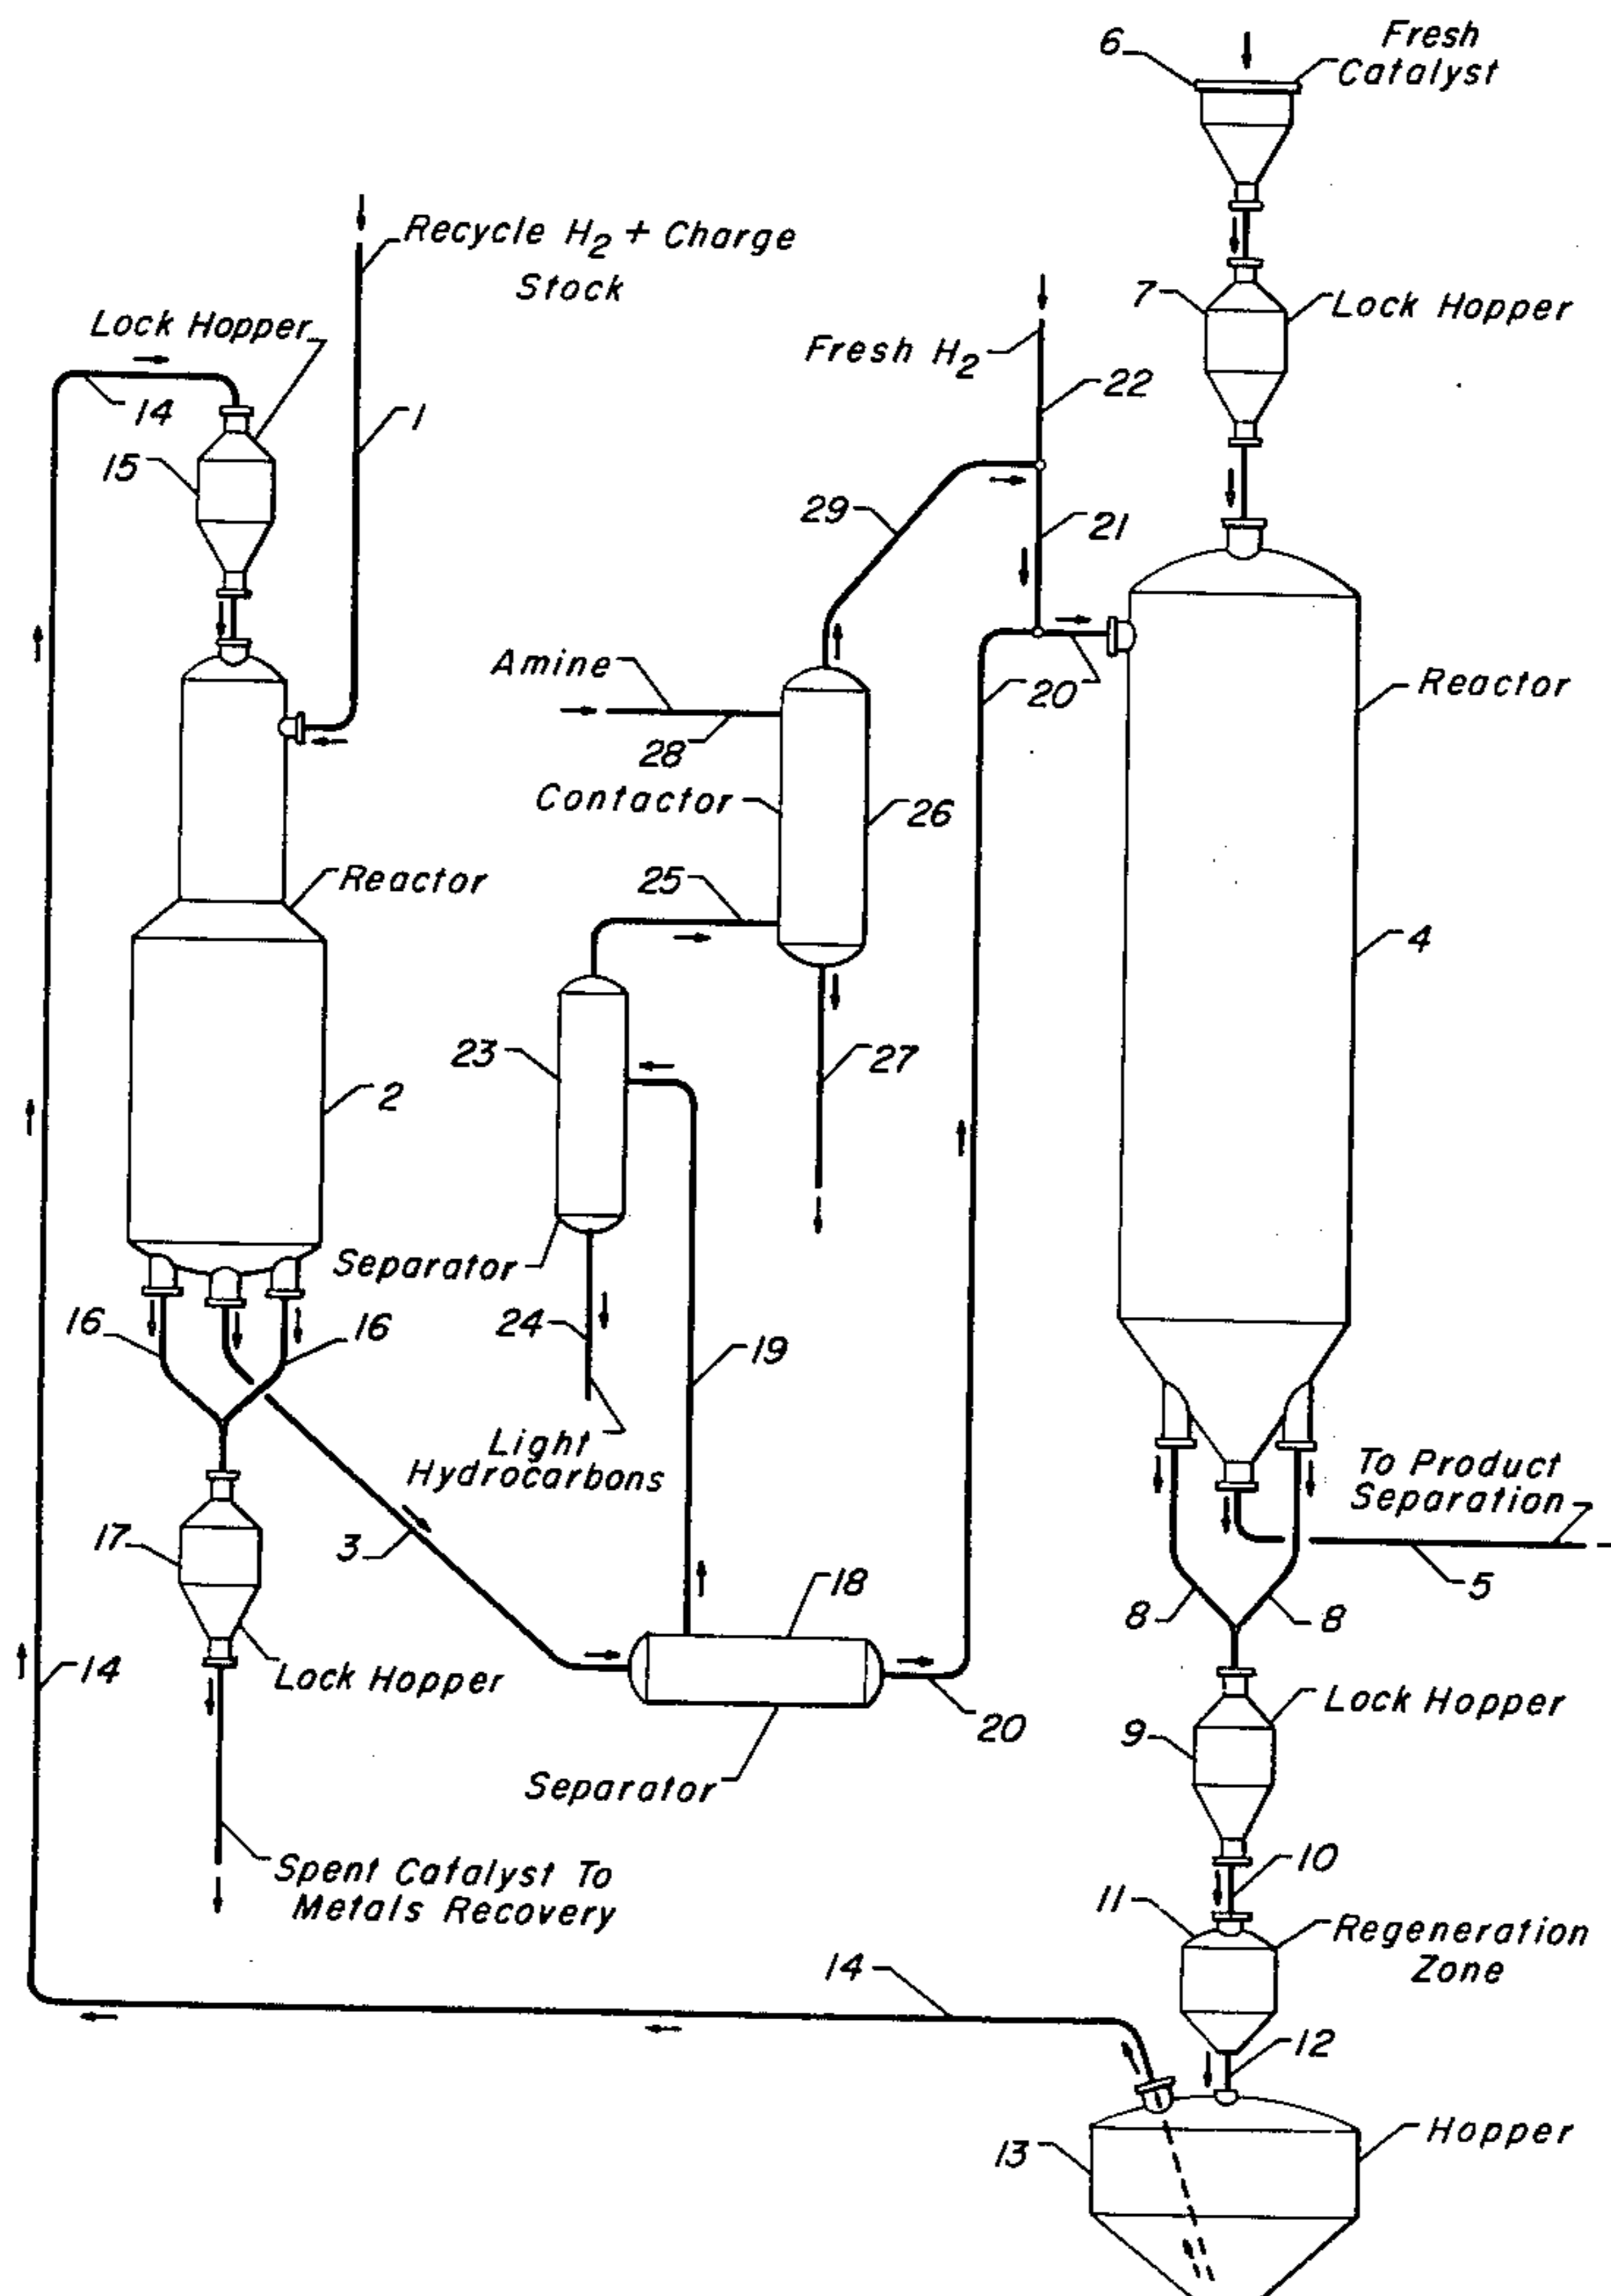 6
Fresh
Catalyst
Recycle H2 + Charge
Stock
7
Lock Hopper
Lock Hopper
Fresh H2
22
14
1
15
29
21
Amine
20
Reactor
28
Contactor
26
Reactor
25
4
23
27
2
Separator
16
16
24
19
Light
Hydrocarbons
To Product
Separation
17
3
18
5
8
8
14
Lock Hopper
Lock Hopper
20
9
Separator
10
Spent Catalyst To
Metals Recovery
11
Regeneration
Zone
14
12
13
Hopper